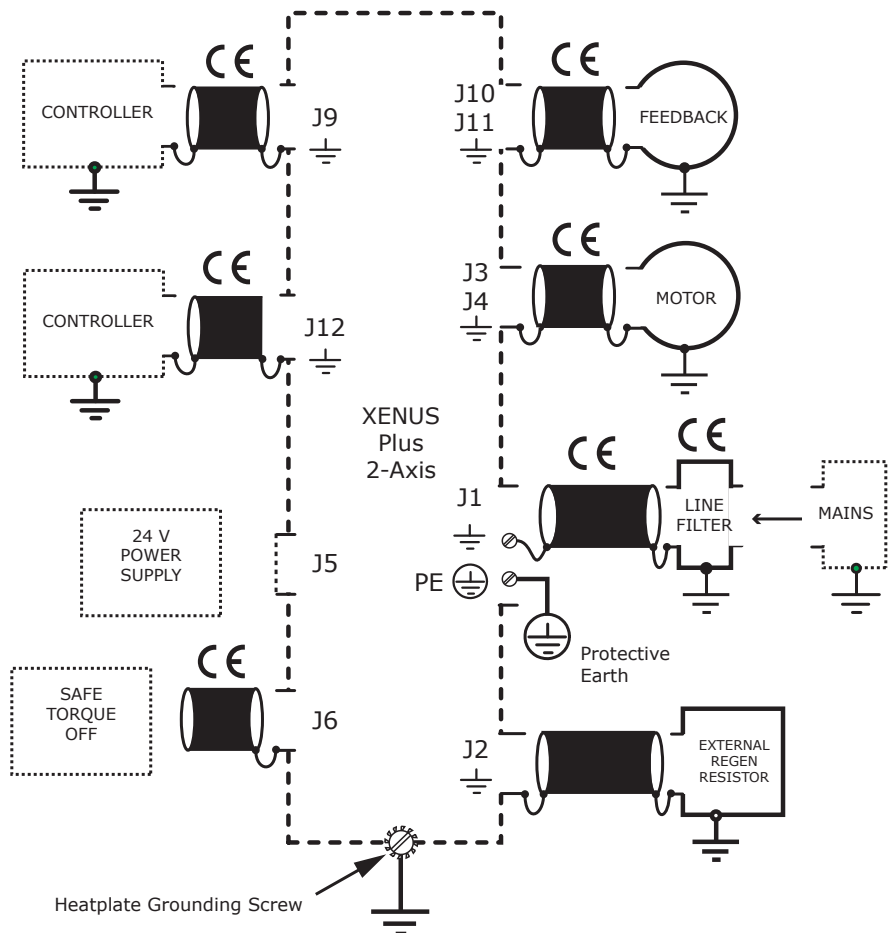 CE
CE
CONTROLLER
J9
J10
J11
FEEDBACK
CE
CE
CONTROLLER
J12
J3
J4
MOTOR
XENUS
Plus
2-Axis
CE
CE
J1
LINE
FILTER
MAINS
24 V
POWER
SUPPLY
J5
PE
Protective
Earth
CE
SAFE
TORQUE
OFF
J6
J2
EXTERNAL
REGEN
RESISTOR
Heatplate Grounding Screw